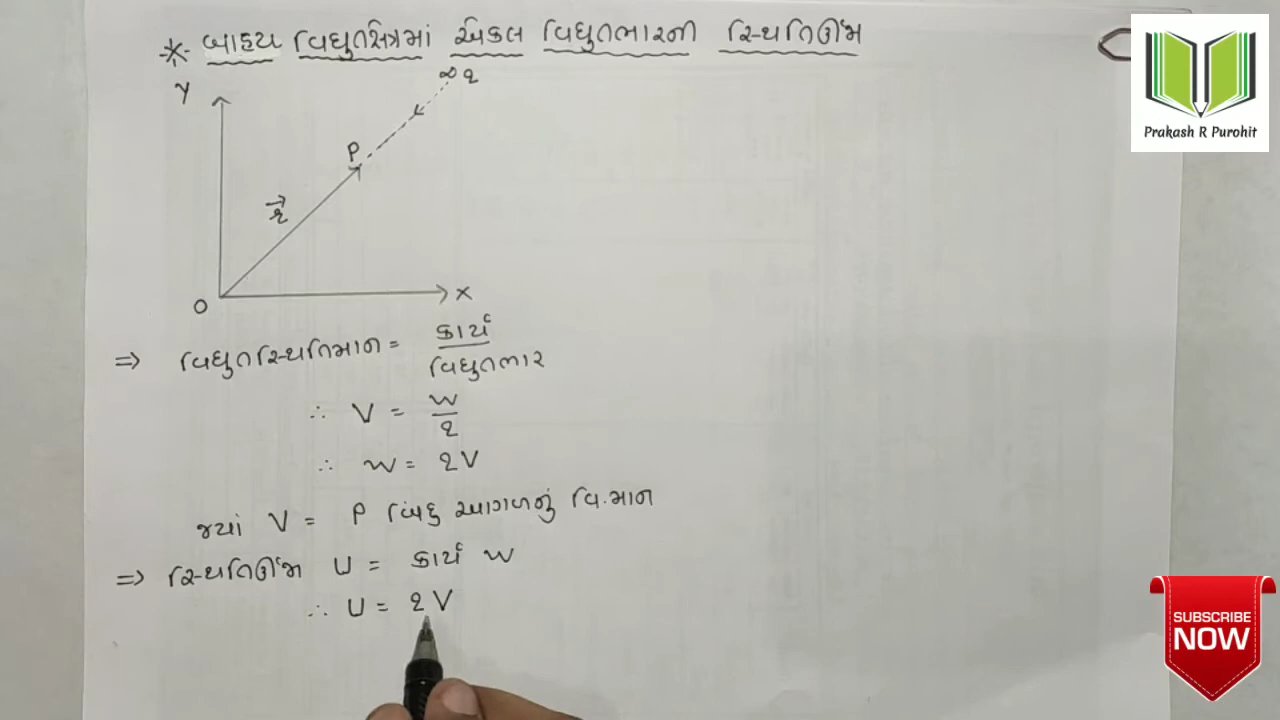 * બાહ્ય વિદ્યુતક્ષેત્રમાં એકલ વિદ્યુતભારની સ્થિતિઊર્જા
Prakash R Purohit
Y
∞ q
P
r⃗
O
X
⇒ વિદ્યુતસ્થિતિમાન = કાર્ય / વિદ્યુતભાર
∴ V = W / q
∴ W = qV
જ્યાં V = P બિંદુ આગળનું વિ.માન
⇒ સ્થિતિઊર્જા U = કાર્ય W
∴ U = qV
SUBSCRIBE
NOW